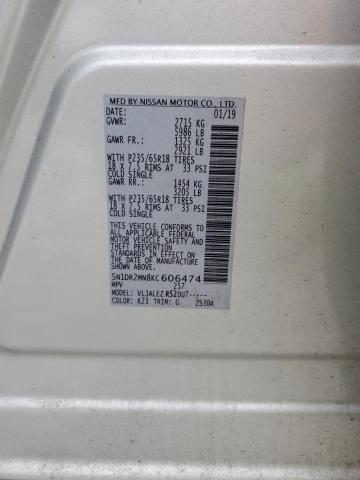 MFD BY NISSAN MOTOR CO., LTD.
DATE: 01/19
GVWR: 2715 KG
5986 LB
GAWR FR: 1325 KG
2921 LB
WITH P235/65R18 TIRES
18 X 7.5 RIMS AT 33 PSI
COLD SINGLE
GAWR RR: 1454 KG
3205 LB
WITH P235/65R18 TIRES
18 X 7.5 RIMS AT 33 PSI
COLD SINGLE
THIS VEHICLE CONFORMS TO ALL
APPLICABLE FEDERAL
MOTOR VEHICLE SAFETY
STANDARDS IN EFFECT ON
THE DATE OF
MANUFACTURE SHOWN
ABOVE.
5N1DR2MN8KC606474
MPV 257
MODEL: VLJALEZ R52DU7-----
COLOR: K23 TRIM: G 2530A